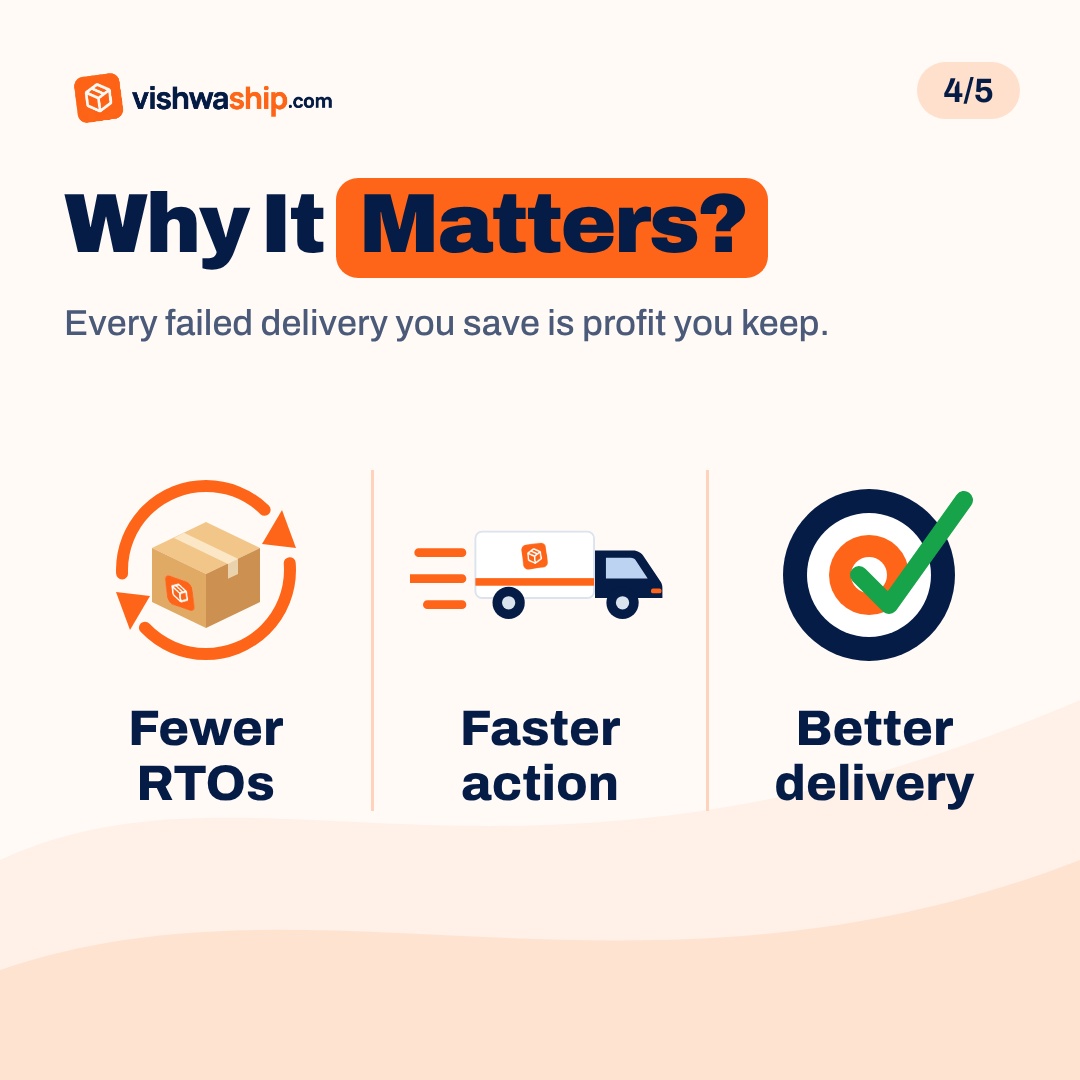 vishwaship.com
4/5
Why It Matters?
Every failed delivery you save is profit you keep.
Fewer
RTOs
Faster
action
Better
delivery